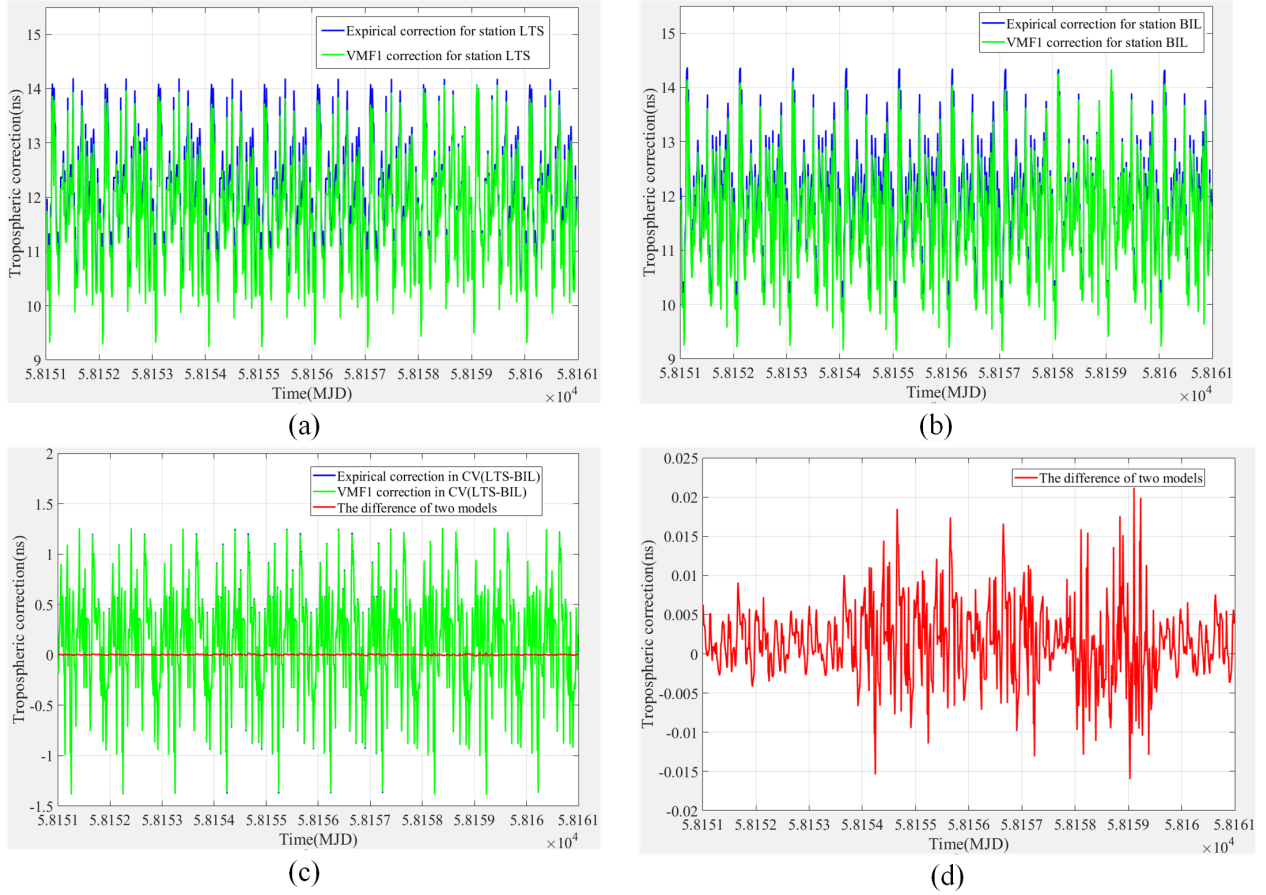 Expirical correction for station LTS
VMF1 correction for station LTS
15
14
13
12
11
10
9
Tropospheric correction(ns)
5.8151 5.8152 5.8153 5.8154 5.8155 5.8156 5.8157 5.8158 5.8159 5.816 5.8161
Time(MJD)
×10⁴
(a)
Expirical correction for station BIL
VMF1 correction for station BIL
15
14
13
12
11
10
9
Tropospheric correction(ns)
5.8151 5.8152 5.8153 5.8154 5.8155 5.8156 5.8157 5.8158 5.8159 5.816 5.8161
Time(MJD)
×10⁴
(b)
Expirical correction in CV(LTS-BIL)
VMF1 correction in CV(LTS-BIL)
The difference of two models
2
1.5
1
0.5
0
-0.5
-1
-1.5
Tropospheric correction(ns)
5.8151 5.8152 5.8153 5.8154 5.8155 5.8156 5.8157 5.8158 5.8159 5.816 5.8161
Time(MJD)
×10⁴
(c)
The difference of two models
0.025
0.02
0.015
0.01
0.005
0
-0.005
-0.01
-0.015
-0.02
Tropospheric correction(ns)
5.8151 5.8152 5.8153 5.8154 5.8155 5.8156 5.8157 5.8158 5.8159 5.816 5.8161
Time(MJD)
×10⁴
(d)